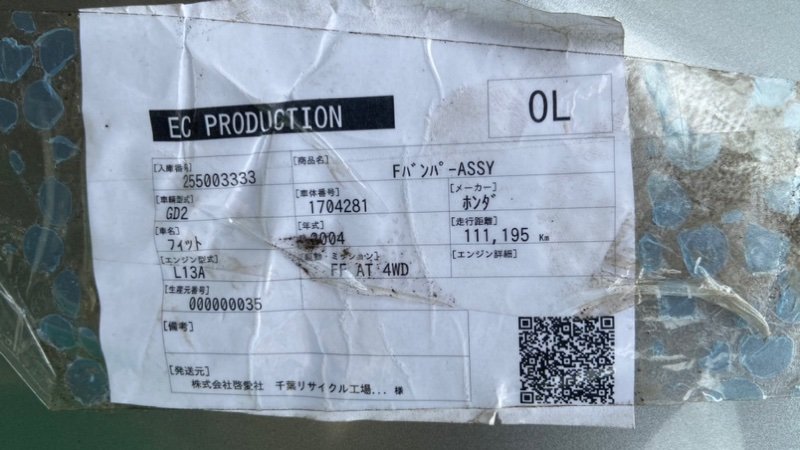 EC PRODUCTION
OL
[入庫番号]
255003333
[商品名]
Fバンパ-ASSY
[車輌型式]
GD2
[車体番号]
1704281
[メーカー]
ホンダ
[車名]
フィット
[年式]
2004
[走行距離]
111,195 Km
[エンジン型式]
L13A
ミッション]
FF AT 4WD
[エンジン詳細]
[生産元番号]
000000035
[備考]
[発送元]
株式会社啓愛社 千葉リサイクル工場... 様